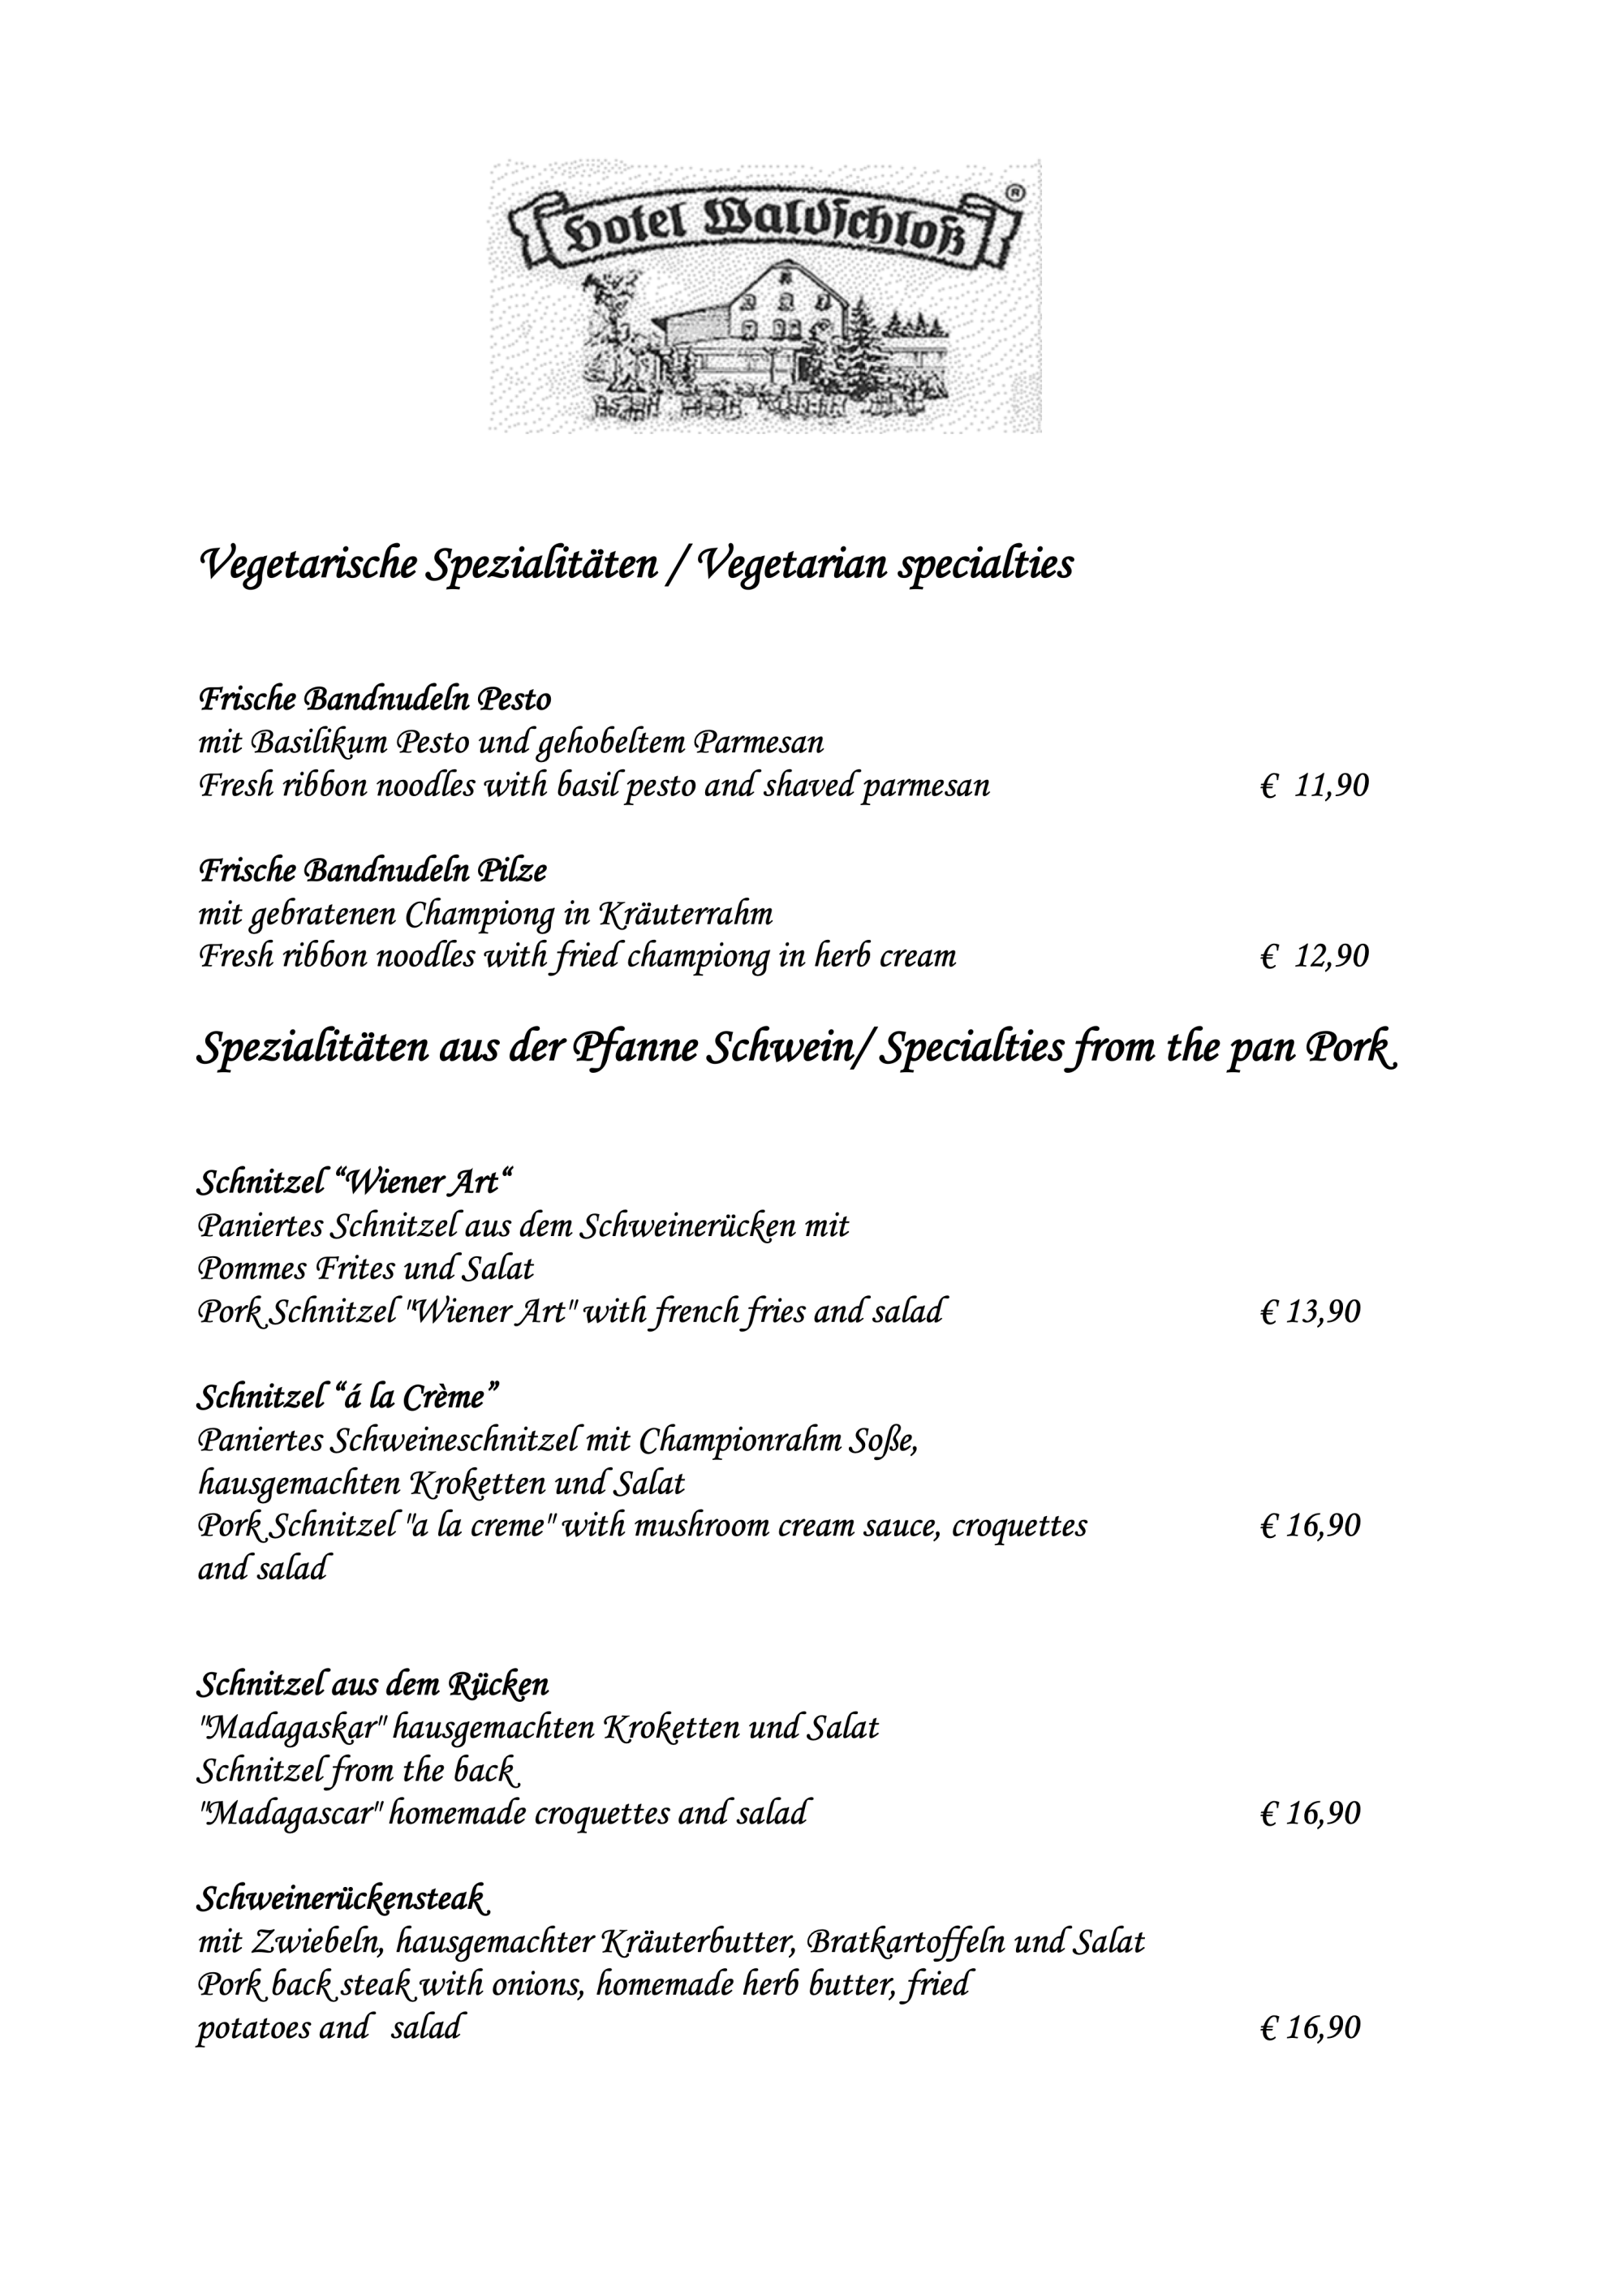 Hotel Waldschloß ®
Vegetarische Spezialitäten / Vegetarian specialties
Frische Bandnudeln Pesto
mit Basilikum Pesto und gehobeltem Parmesan
Fresh ribbon noodles with basil pesto and shaved parmesan € 11,90
Frische Bandnudeln Pilze
mit gebratenen Championg in Kräuterrahm
Fresh ribbon noodles with fried championg in herb cream € 12,90
Spezialitäten aus der Pfanne Schwein/ Specialties from the pan Pork
Schnitzel “Wiener Art“
Paniertes Schnitzel aus dem Schweinerücken mit
Pommes Frites und Salat
Pork Schnitzel "Wiener Art" with french fries and salad € 13,90
Schnitzel “á la Crème”
Paniertes Schweineschnitzel mit Championrahm Soße,
hausgemachten Kroketten und Salat
Pork Schnitzel "a la creme" with mushroom cream sauce, croquettes € 16,90
and salad
Schnitzel aus dem Rücken
"Madagaskar" hausgemachten Kroketten und Salat
Schnitzel from the back
"Madagascar" homemade croquettes and salad € 16,90
Schweinerückensteak
mit Zwiebeln, hausgemachter Kräuterbutter, Bratkartoffeln und Salat
Pork back steak with onions, homemade herb butter, fried
potatoes and salad € 16,90